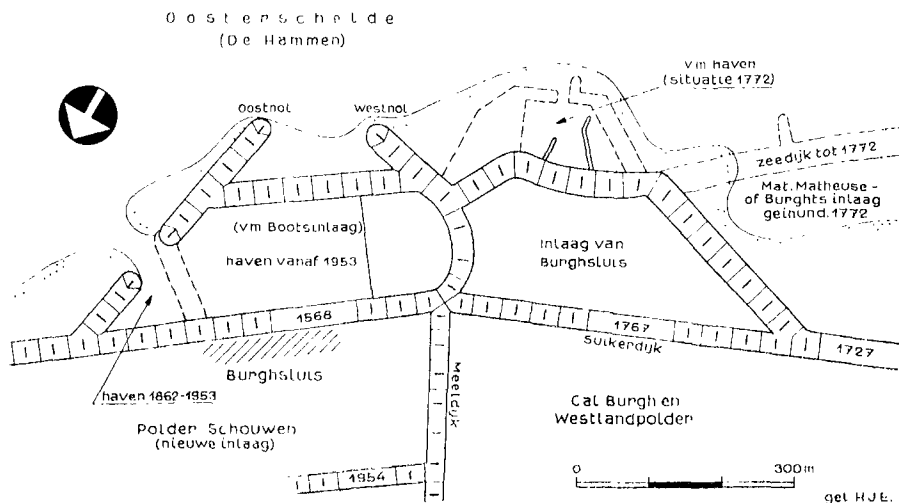 Oosterschelde
(De Hammen)
vm haven
(situatie 1772)
Oostnol
Westnol
zeedijk tot 1772
Mat. Matheuse-
of Burghts inlaag
geinund. 1772
(vm Bootsinlaag)
haven vanaf 1953
Inlaag van
Burghsluis
1568
1767
Suikerdijk
1727
Burghsluis
haven 1862-1953
Meeldijk
Polder Schouwen
(nieuwe inlaag)
Cal Burgh en
Westlandpolder
1954
0 300m
get HJE.